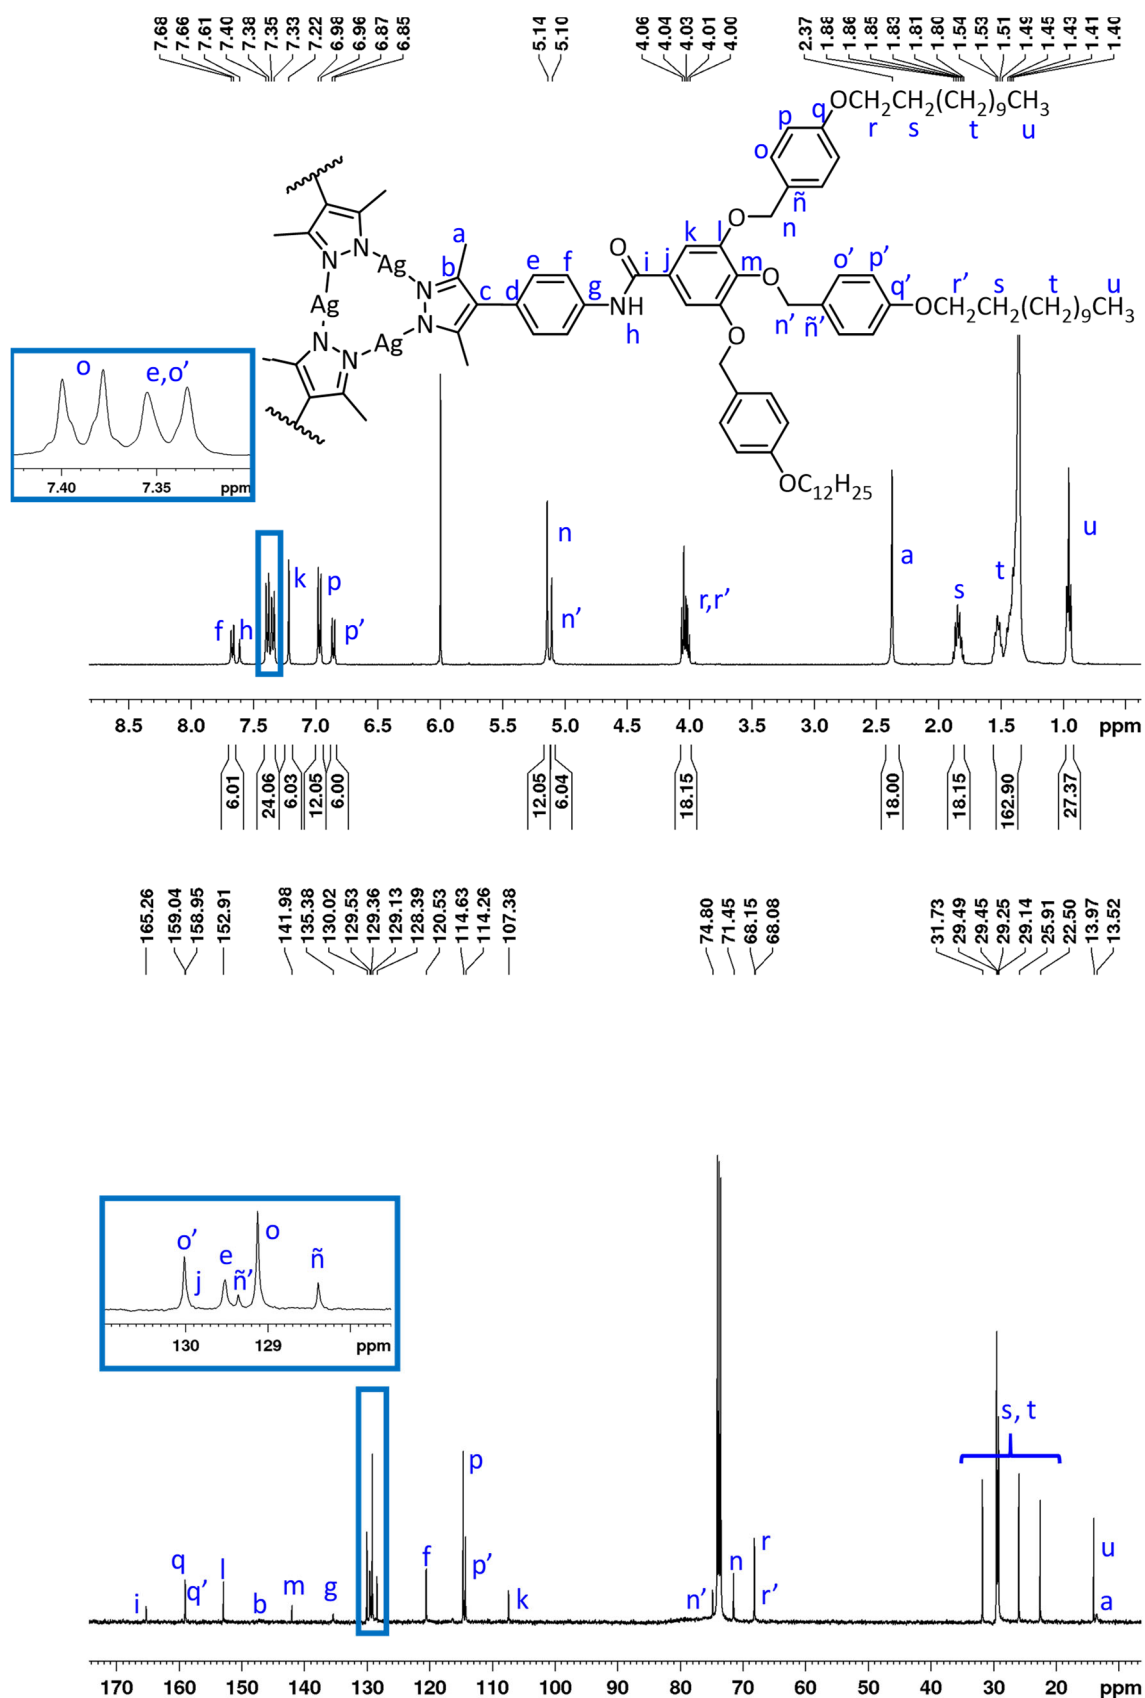 7.68
7.66
7.61
7.40
7.38
7.35
7.33
7.22
6.98
6.96
6.87
6.85
5.14
5.10
4.06
4.04
4.03
4.01
4.00
2.37
1.88
1.86
1.85
1.83
1.81
1.80
1.54
1.53
1.51
1.49
1.45
1.43
1.41
1.40
OCH₂CH₂(CH₂)₉CH₃
r s t u
p q
o
ñ
n
O
k l
a
Ag
b
N
N
N
N
N
N
Ag
Ag
c d e f g
O
i j
NH
h
m
O
o' p'
q'
n' ñ'
r' s t u
OCH₂CH₂(CH₂)₉CH₃
O
OC₁₂H₂₅
o e,o'
7.40 7.35 ppm
f h k p p' n n' r,r' a s t u
8.5 8.0 7.5 7.0 6.5 6.0 5.5 5.0 4.5 4.0 3.5 3.0 2.5 2.0 1.5 1.0 ppm
6.01
24.06
6.03
12.05
6.00
12.05
6.04
18.15
18.00
18.15
162.90
27.37
165.26
159.04
158.95
152.91
141.98
135.38
130.02
129.53
129.36
129.13
128.39
120.53
114.63
114.26
107.38
74.80
71.45
68.15
68.08
31.73
29.49
29.45
29.25
29.14
25.91
22.50
13.97
13.52
o' j e ñ' o ñ
130 129 ppm
i q q' l b m g f p p' k n' n r r' s, t u a
170 160 150 140 130 120 110 100 90 80 70 60 50 40 30 20 ppm